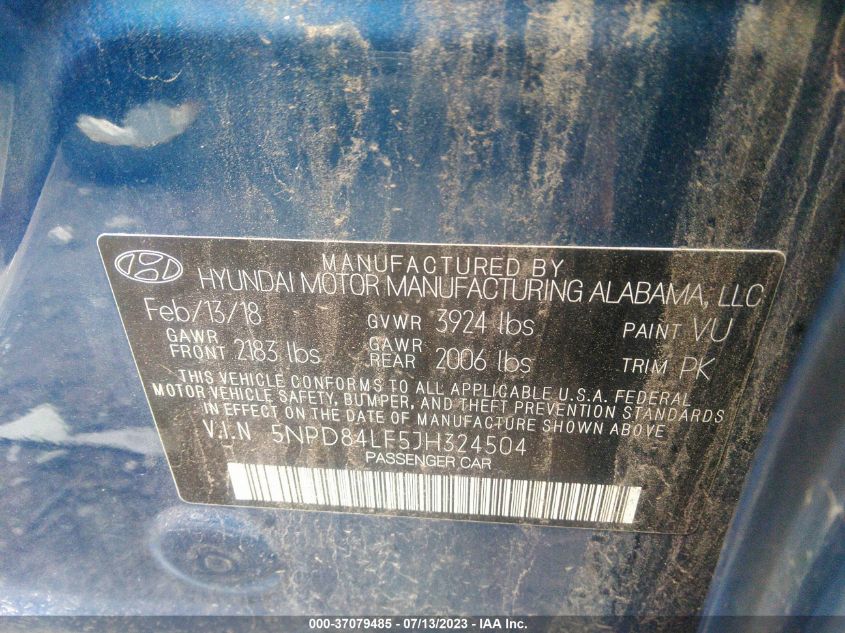 MANUFACTURED BY
HYUNDAI MOTOR MANUFACTURING ALABAMA, LLC
Feb/13/18 GVWR 3924 lbs PAINT VU
GAWR FRONT 2183 lbs GAWR REAR 2006 lbs TRIM PK
THIS VEHICLE CONFORMS TO ALL APPLICABLE U.S.A. FEDERAL
MOTOR VEHICLE SAFETY, BUMPER, AND THEFT PREVENTION STANDARDS
IN EFFECT ON THE DATE OF MANUFACTURE SHOWN ABOVE.
V.I.N 5NPD84LF5JH324504
PASSENGER CAR
000-37079485 - 07/13/2023 - IAA Inc.